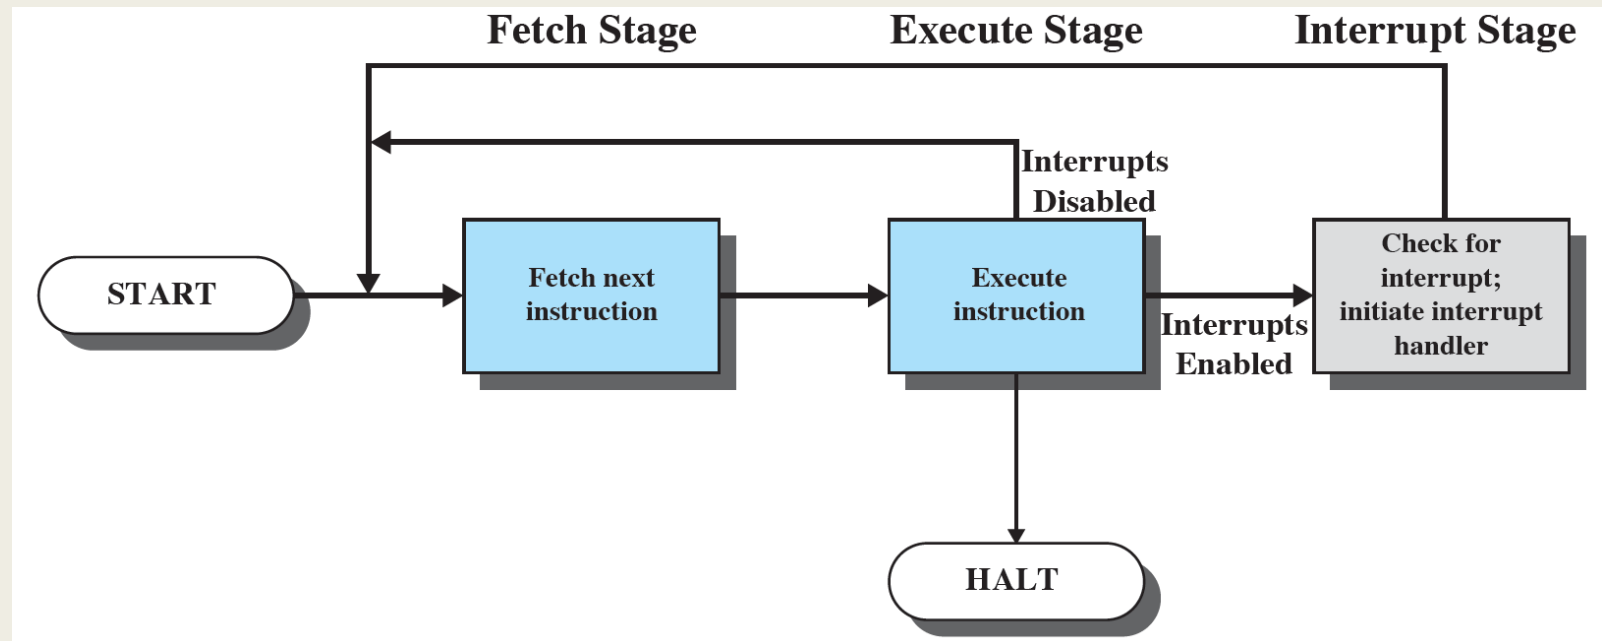 Fetch Stage
Execute Stage
Interrupt Stage
Interrupts
Disabled
START
Fetch next
instruction
Execute
instruction
Interrupts
Enabled
Check for
interrupt;
initiate interrupt
handler
HALT